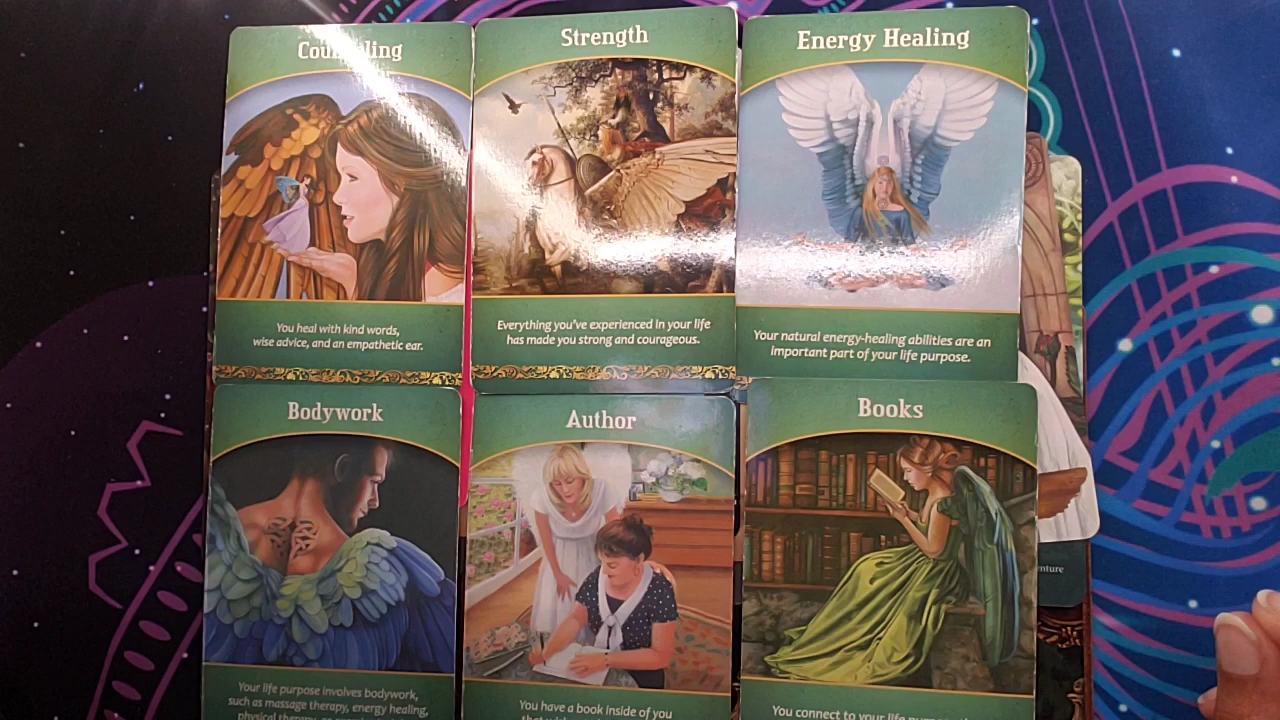 Strength
Energy Healing
You heal with kind words,
wise advice, and an empathetic ear.
Everything you've experienced in your life
has made you strong and courageous.
Your natural energy-healing abilities are an
important part of your life purpose.
Bodywork
Author
Books
Your life purpose involves bodywork,
such as massage therapy, energy healing,
physical therapy, or
You have a book inside of you
You connect to your life